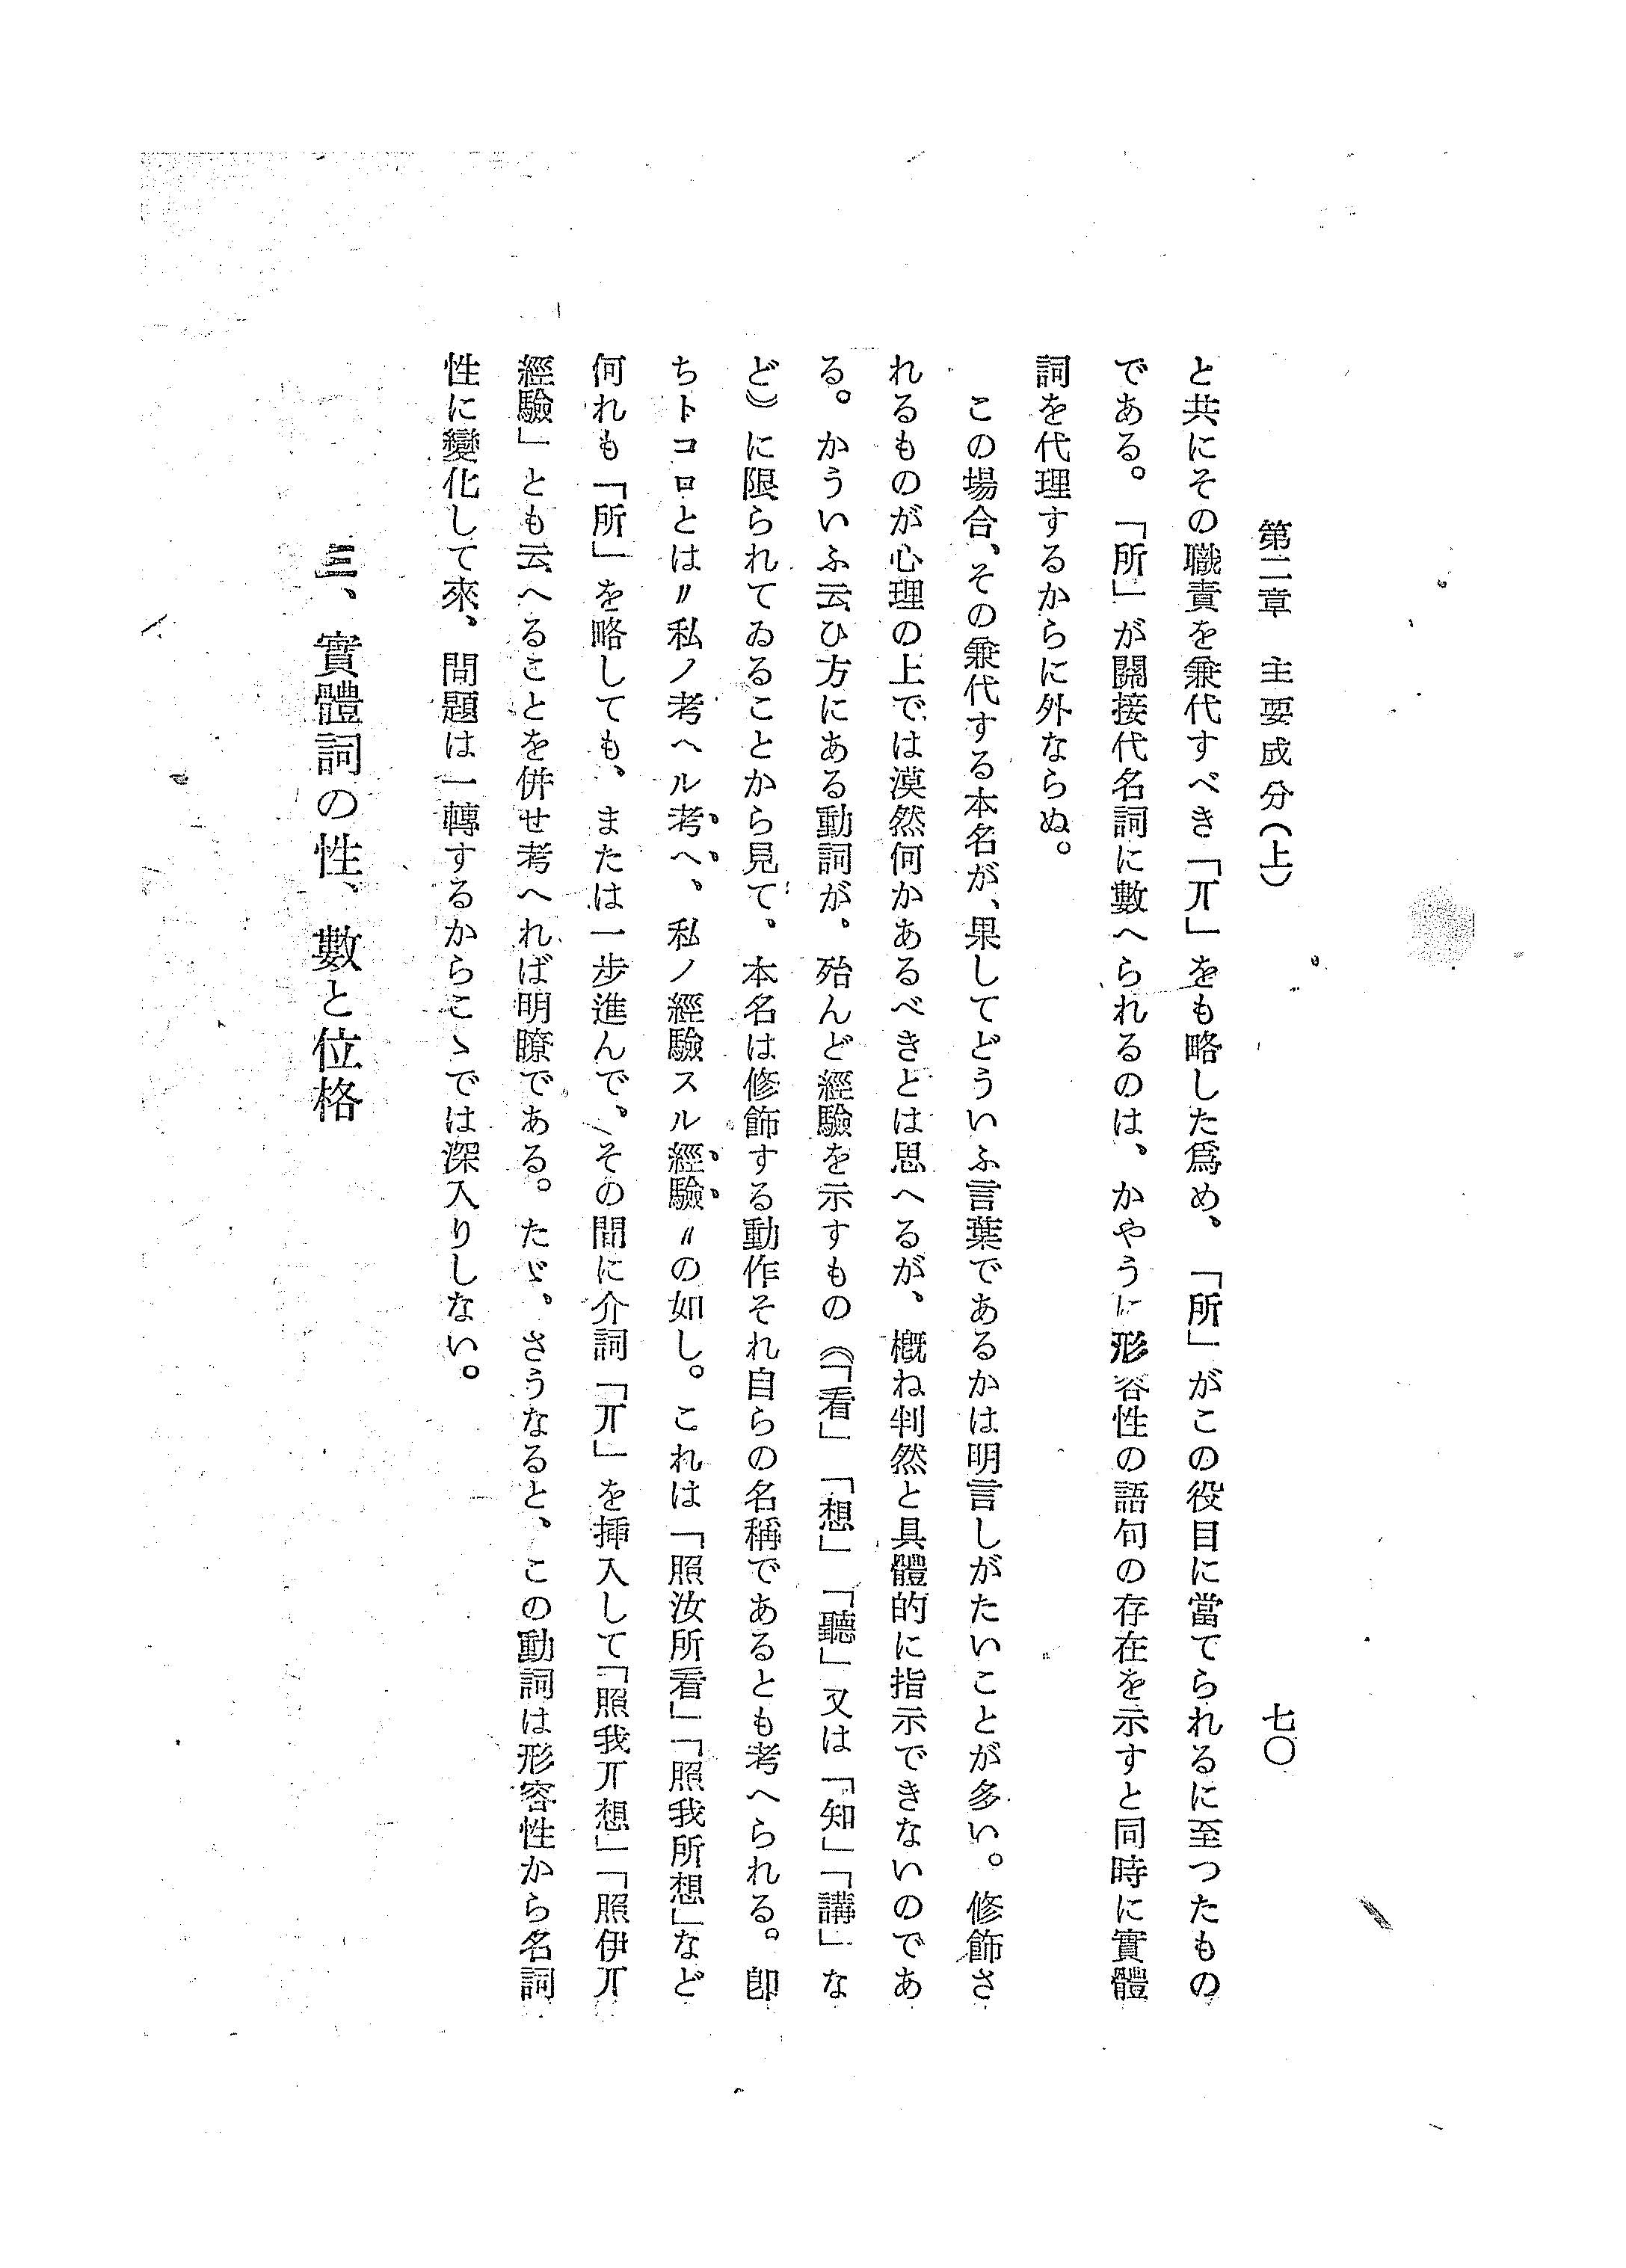 第二章　主要成分（上）
七〇
と共にその職責を兼代すべき「丌」をも略した爲め、「所」がこの役目に當てられるに至つたもの
である。「所」が關接代名詞に數へられるのは、かやうに形容性の語句の存在を示すと同時に實體
詞を代理するからに外ならぬ。
この場合、その兼代する本名が、果してどういふ言葉であるかは明言しがたいことが多い。修飾さ
れるものが心理の上では漠然何かあるべきとは思へるが、槪ね判然と具體的に指示できないのであ
る。かういふ云ひ方にある動詞が、殆んど經驗を示すもの（「看」「想」「聽」又は「知」「講」な
ど）に限られてゐることから見て、本名は修飾する動作それ自らの名稱であるとも考へられる。卽
ちトコロとは〃私ノ考ヘル考へ、私ノ經驗スル經驗〃の如し。これは「照汝所看」「照我所想」など
何れも「所」を略しても、または一步進んで、その間に介詞「丌」を揷入して「照我丌想」「照伊丌
經驗」とも云へることを併せ考へれば明瞭である。たゞ、さうなると、この動詞は形容性から名詞
性に變化して來、問題は一轉するからこゝでは深入りしない。
三、實體詞の性、數と位格